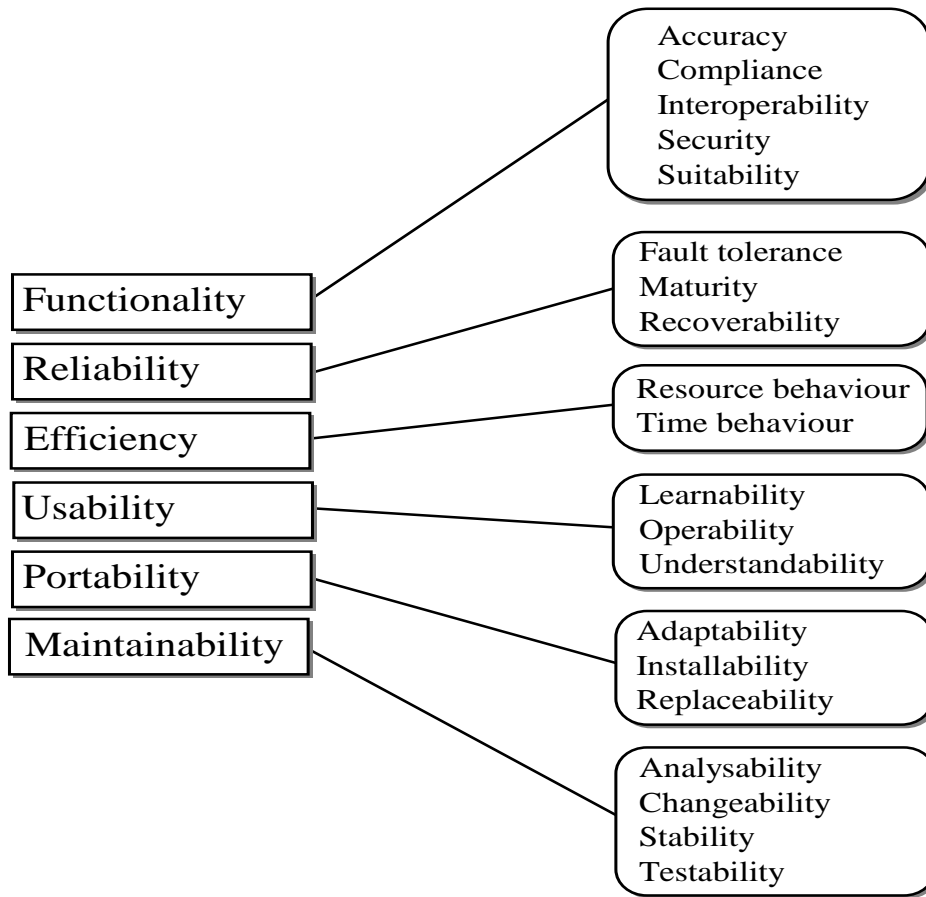 Functionality
Reliability
Efficiency
Usability
Portability
Maintainability
Accuracy
Compliance
Interoperability
Security
Suitability
Fault tolerance
Maturity
Recoverability
Resource behaviour
Time behaviour
Learnability
Operability
Understandability
Adaptability
Installability
Replaceability
Analysability
Changeability
Stability
Testability